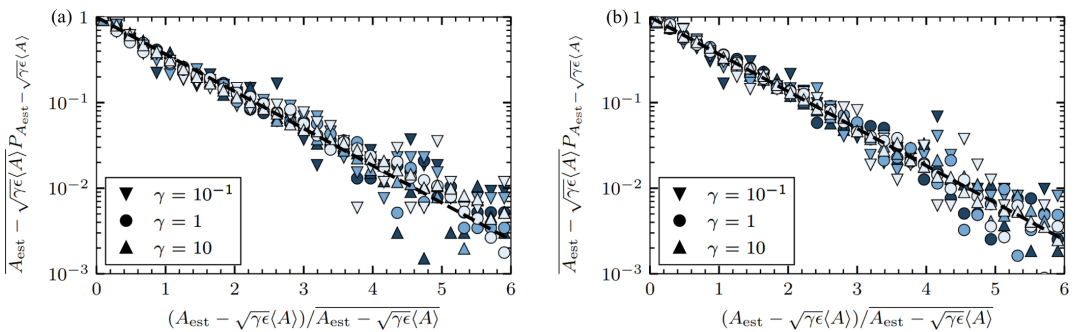 (a)
$\overline{A_{\mathrm{est}} - \sqrt{\gamma\epsilon}\langle A\rangle} P_{A_{\mathrm{est}} - \sqrt{\gamma\epsilon}\langle A\rangle}$
1
10⁻¹
10⁻²
10⁻³
γ = 10⁻¹
γ = 1
γ = 10
0 1 2 3 4 5 6
$(A_{\mathrm{est}} - \sqrt{\gamma\epsilon}\langle A\rangle)/\overline{A_{\mathrm{est}} - \sqrt{\gamma\epsilon}\langle A\rangle}$
(b)
$\overline{A_{\mathrm{est}} - \sqrt{\gamma\epsilon}\langle A\rangle} P_{A_{\mathrm{est}} - \sqrt{\gamma\epsilon}\langle A\rangle}$
1
10⁻¹
10⁻²
10⁻³
γ = 10⁻¹
γ = 1
γ = 10
0 1 2 3 4 5 6
$(A_{\mathrm{est}} - \sqrt{\gamma\epsilon}\langle A\rangle)/\overline{A_{\mathrm{est}} - \sqrt{\gamma\epsilon}\langle A\rangle}$